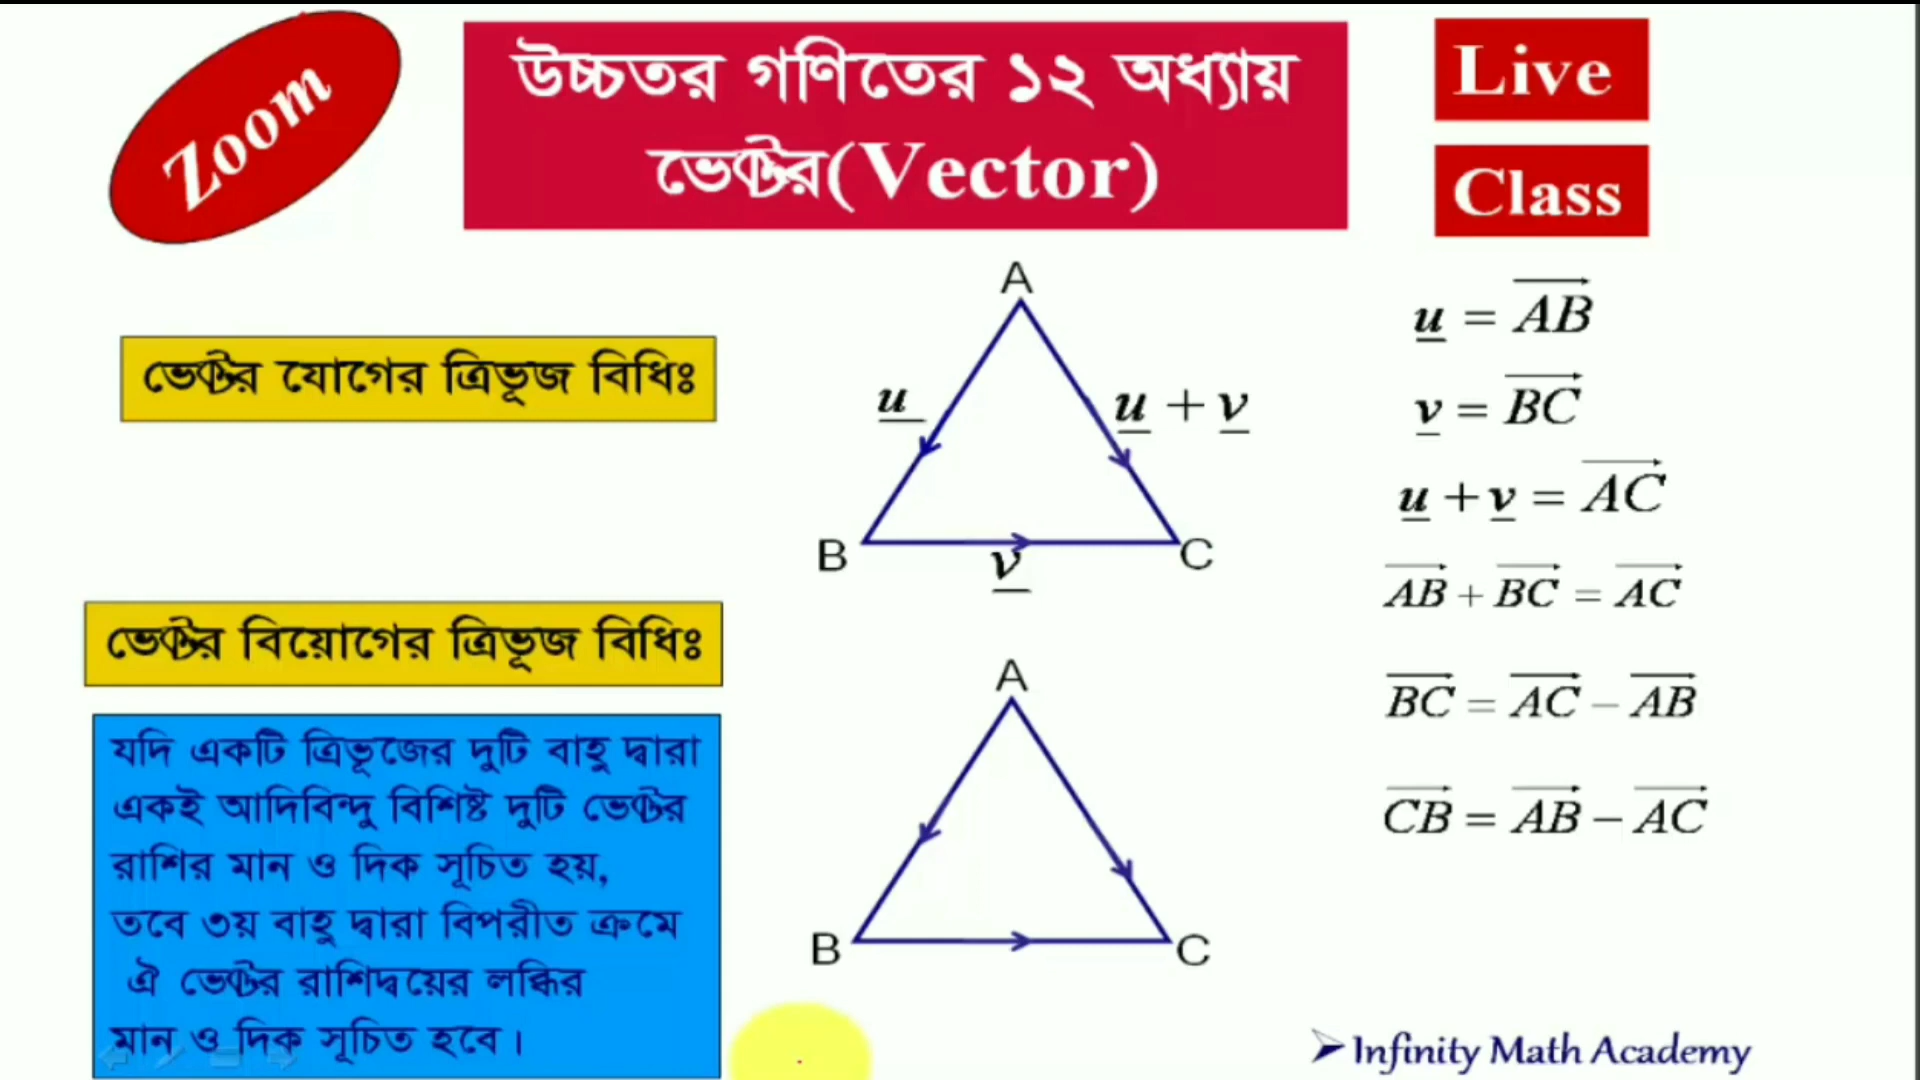 Zoom
উচ্চতর গণিতের ১২ অধ্যায়
ভেক্টর(Vector)
Live
Class
ভেক্টর যোগের ত্রিভূজ বিধিঃ
A
u
u + v
B
C
v
u = AB
v = BC
u + v = AC
AB + BC = AC
BC = AC − AB
CB = AB − AC
ভেক্টর বিয়োগের ত্রিভূজ বিধিঃ
যদি একটি ত্রিভূজের দুটি বাহু দ্বারা
একই আদিবিন্দু বিশিষ্ট দুটি ভেক্টর
রাশির মান ও দিক সূচিত হয়,
তবে ৩য় বাহু দ্বারা বিপরীত ক্রমে
ঐ ভেক্টর রাশিদ্বয়ের লব্ধির
মান ও দিক সূচিত হবে।
A
B
C
Infinity Math Academy